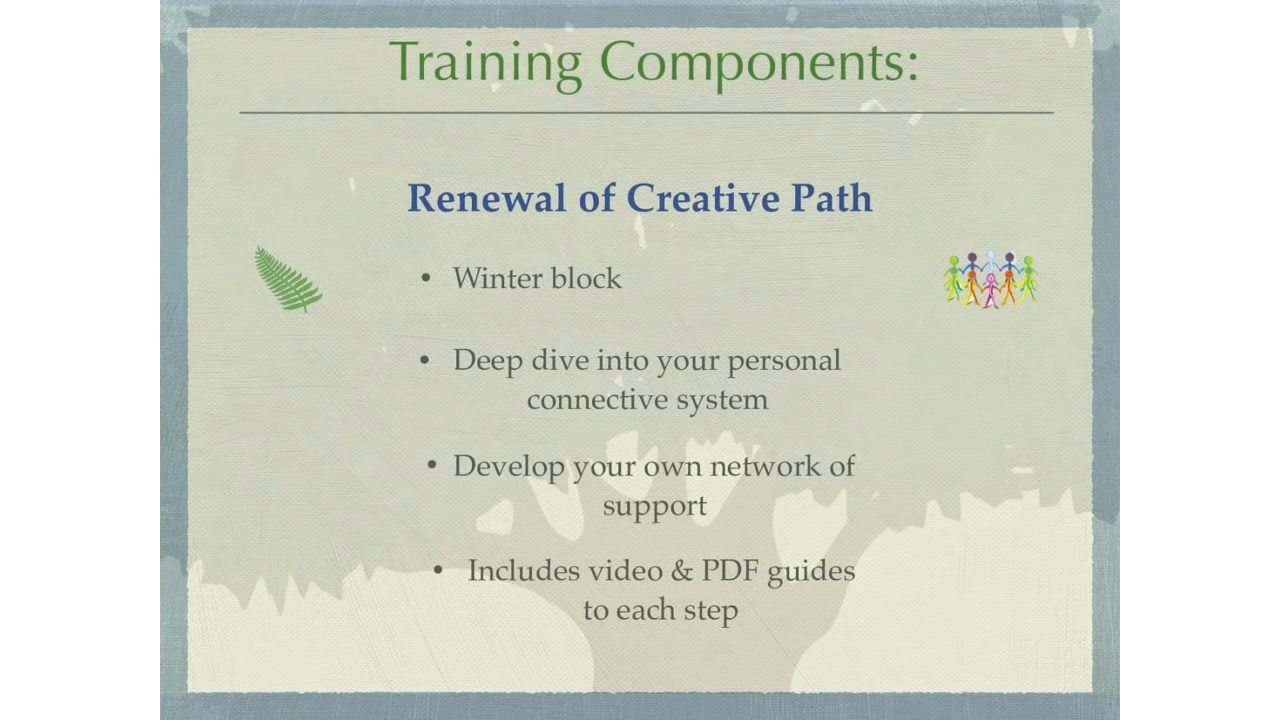 Training Components:
Renewal of Creative Path
• Winter block
• Deep dive into your personal
connective system
• Develop your own network of
support
• Includes video & PDF guides
to each step